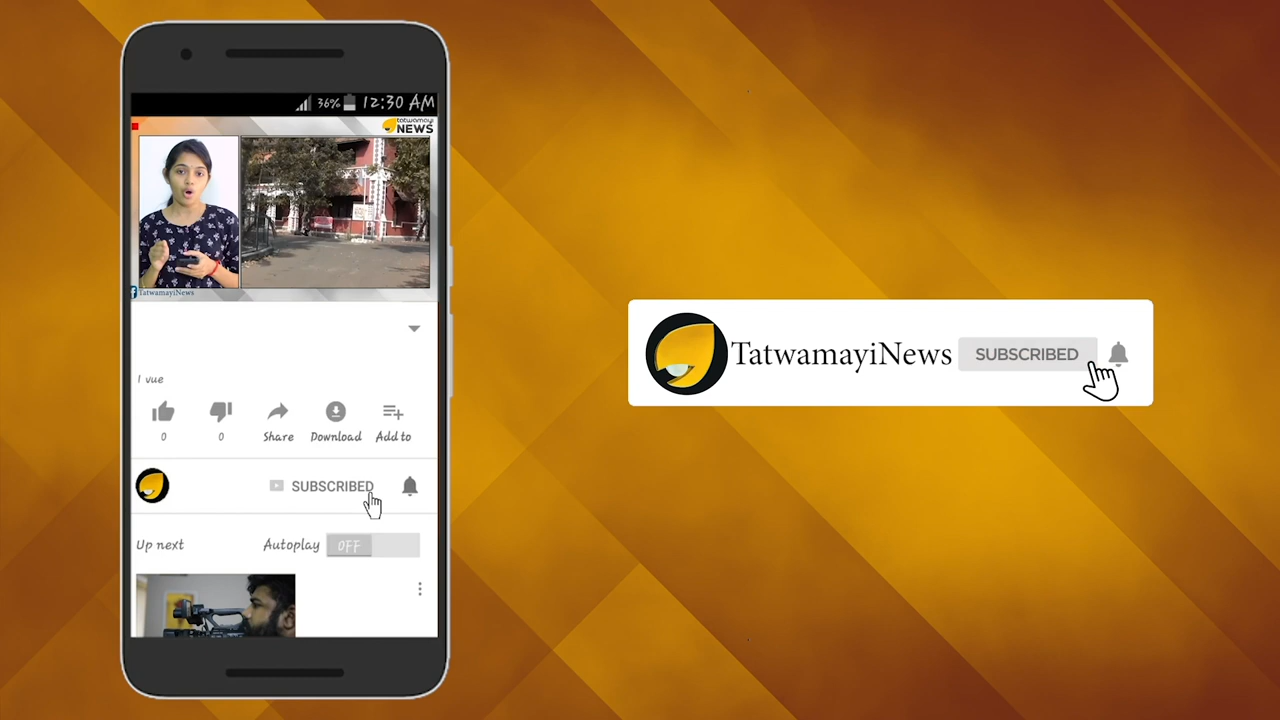 36% 12:30 AM
tatwamayi
NEWS
TatwamayiNews
1 vue
0 0 Share Download Add to
SUBSCRIBED
Up next Autoplay OFF
TatwamayiNews SUBSCRIBED